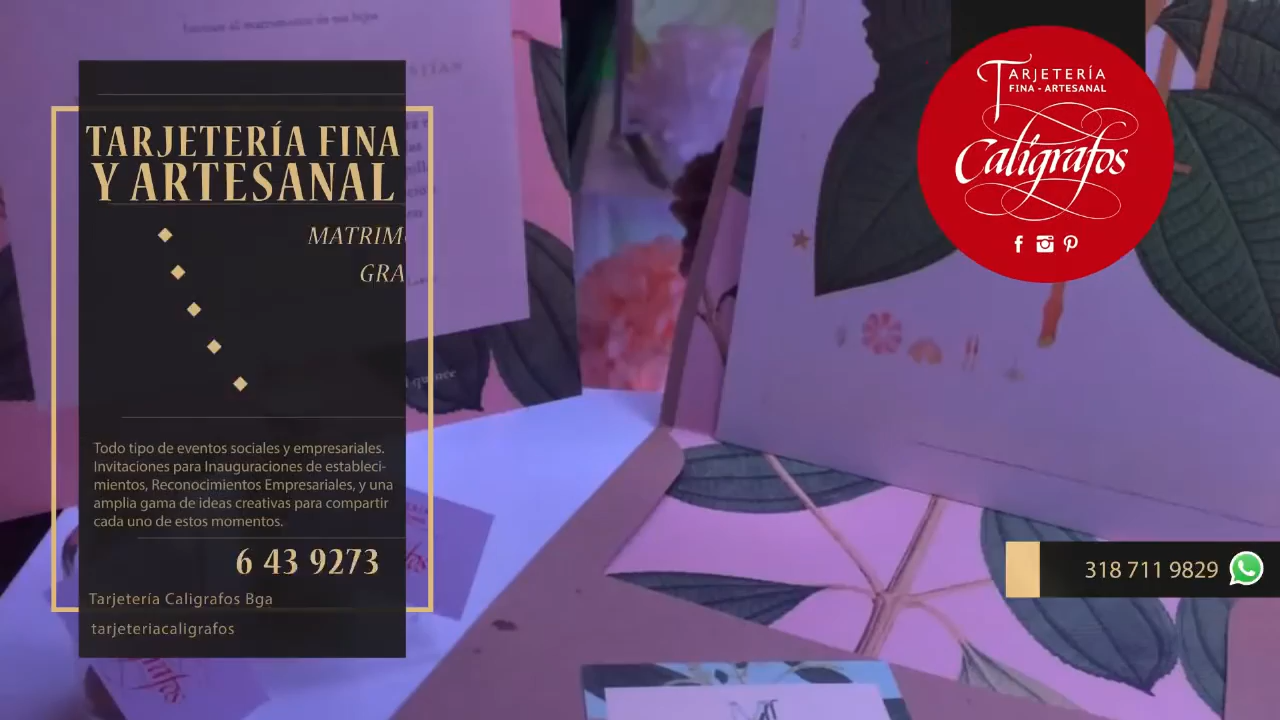 TARJETERÍA FINA
Y ARTESANAL
MATRIM
GRA
Todo tipo de eventos sociales y empresariales.
Invitaciones para Inauguraciones de estableci-
mientos, Reconocimientos Empresariales, y una
amplia gama de ideas creativas para compartir
cada uno de estos momentos.
6 43 9273
Tarjetería Caligrafos Bga
tarjeteriacaligrafos
TARJETERÍA
FINA - ARTESANAL
Calígrafos
318 711 9829